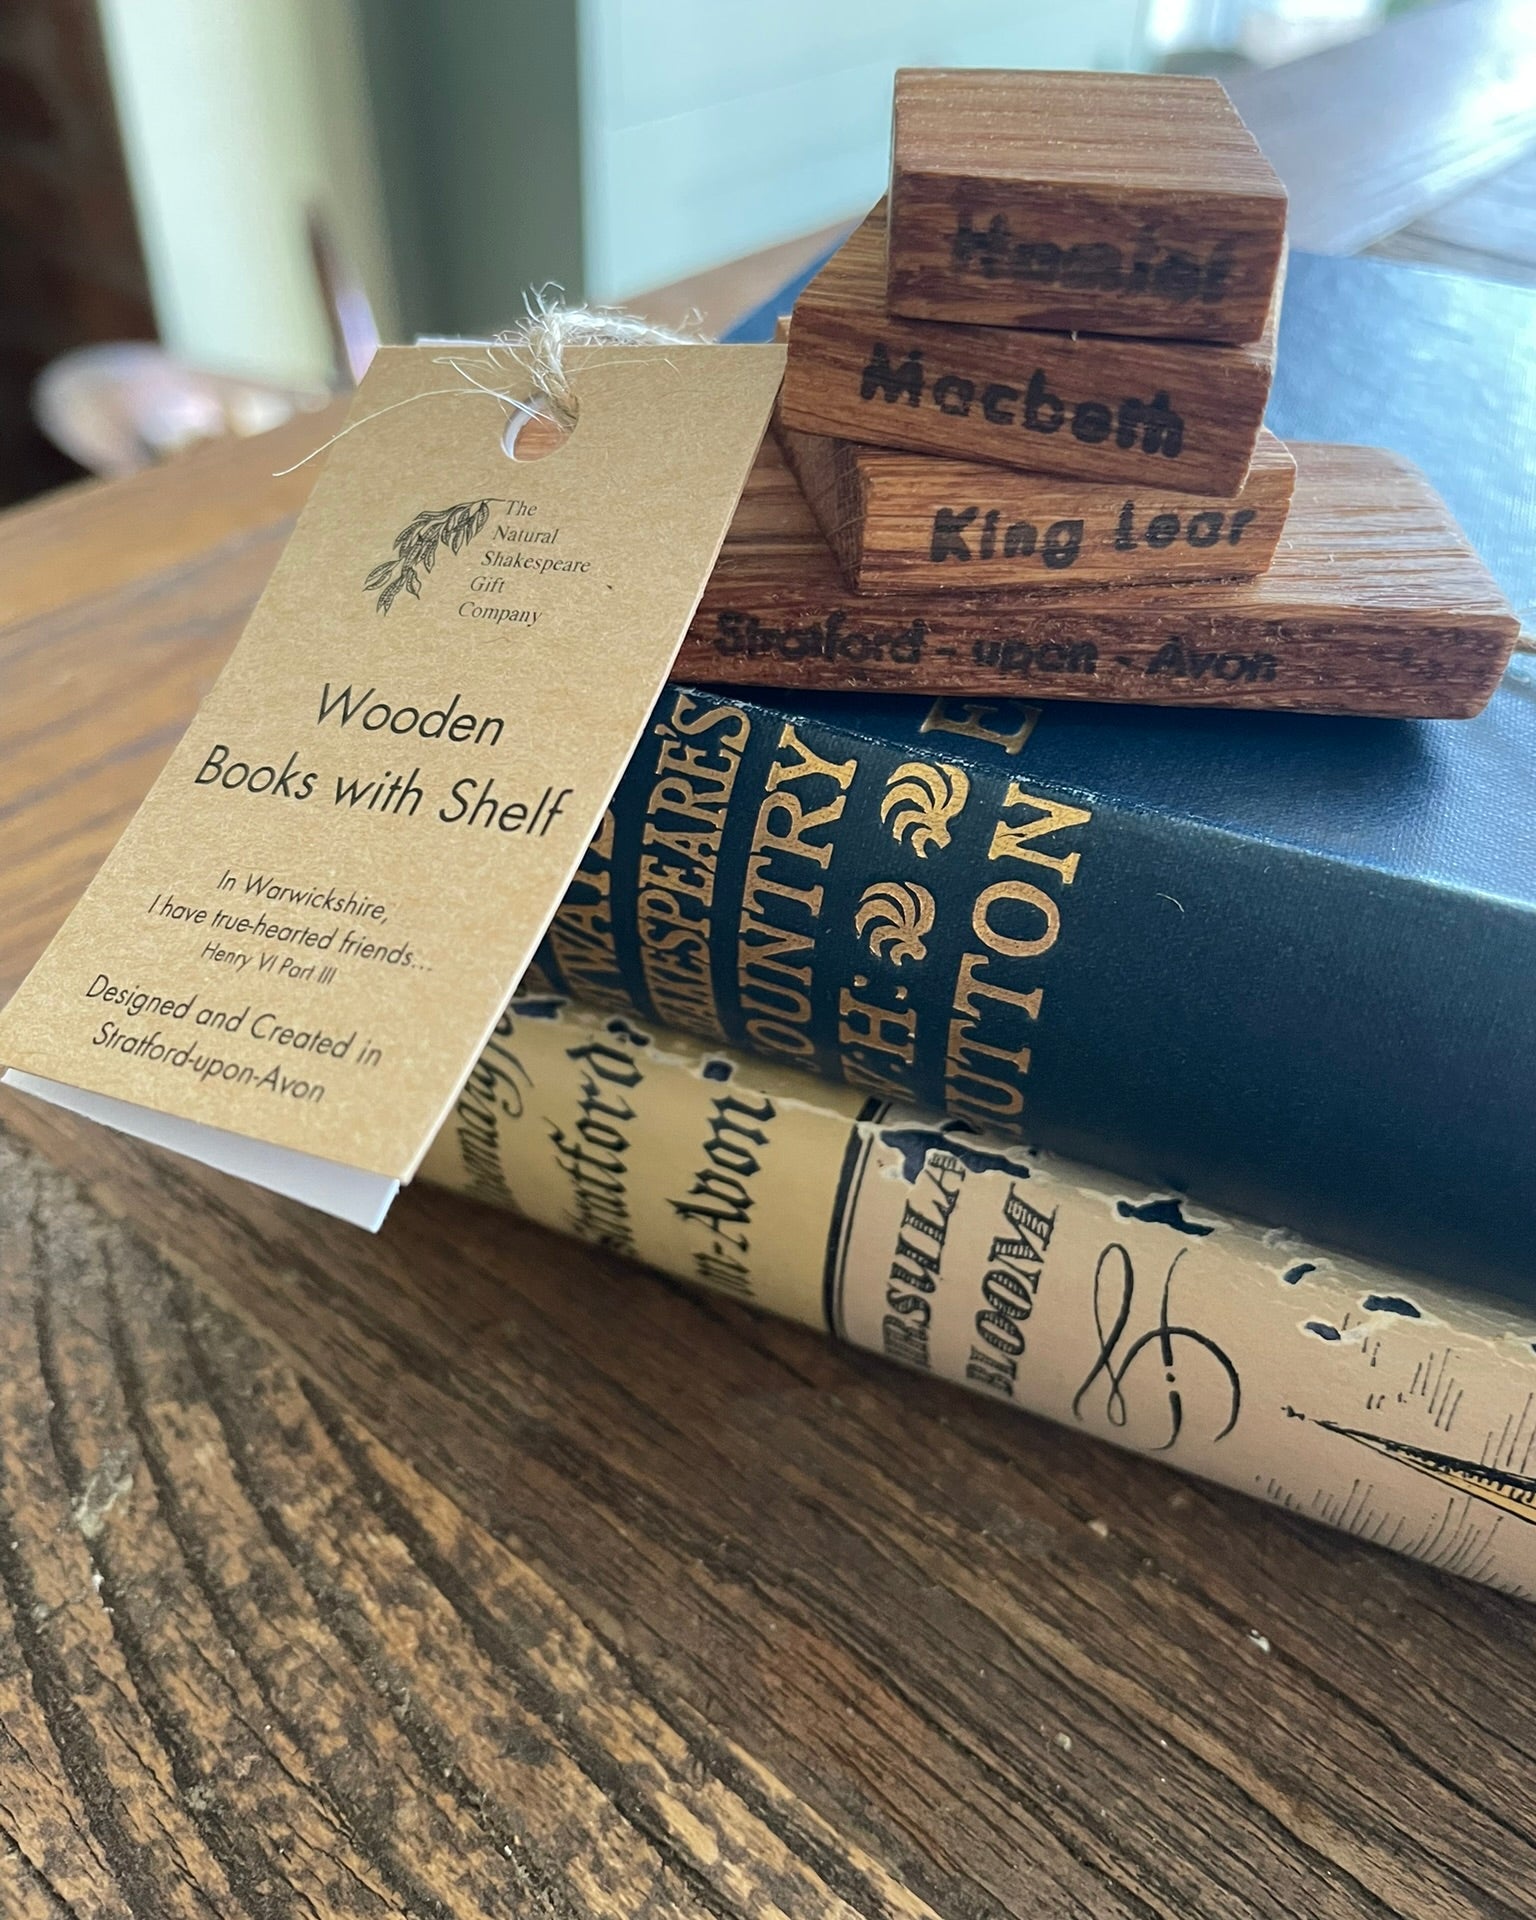 Hamlet
Macbeth
King Lear
Stratford-upon-Avon
The
Natural
Shakespeare
Gift
Company
Wooden
Books with Shelf
In Warwickshire,
I have true-hearted friends...
Henry VI Part III
Designed and Created in
Stratford-upon-Avon
SHAKESPEARE'S
COUNTRY
W: H:
HUTTON
Stratford:
-Avon
URSULA
BLOOM